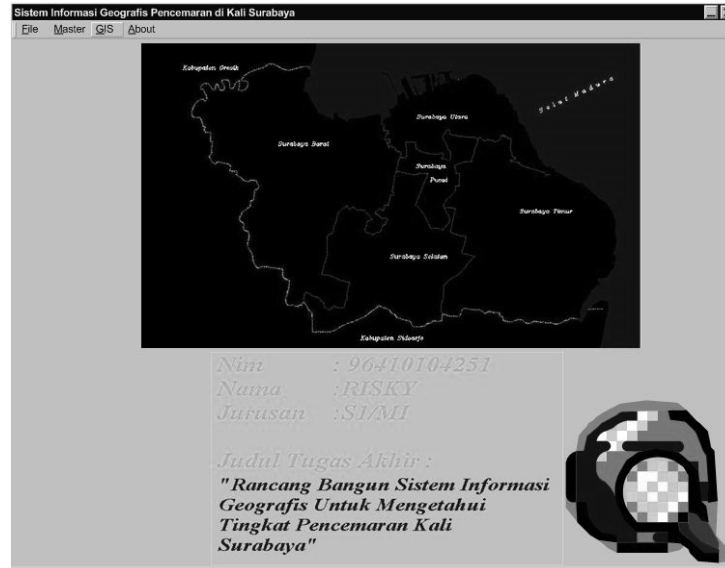 Sistem Informasi Geografis Pencemaran di Kali Surabaya
File Master GIS About
Kabupaten Gresik
Selat Madura
Surabaya Utara
Surabaya Barat
Surabaya
Pusat
Surabaya Timur
Surabaya Selatan
Kabupaten Sidoarjo
Nim : 96410104251
Nama :RISKY
Jurusan :SI/MI
Judul Tugas Akhir :
"Rancang Bangun Sistem Informasi
Geografis Untuk Mengetahui
Tingkat Pencemaran Kali
Surabaya"